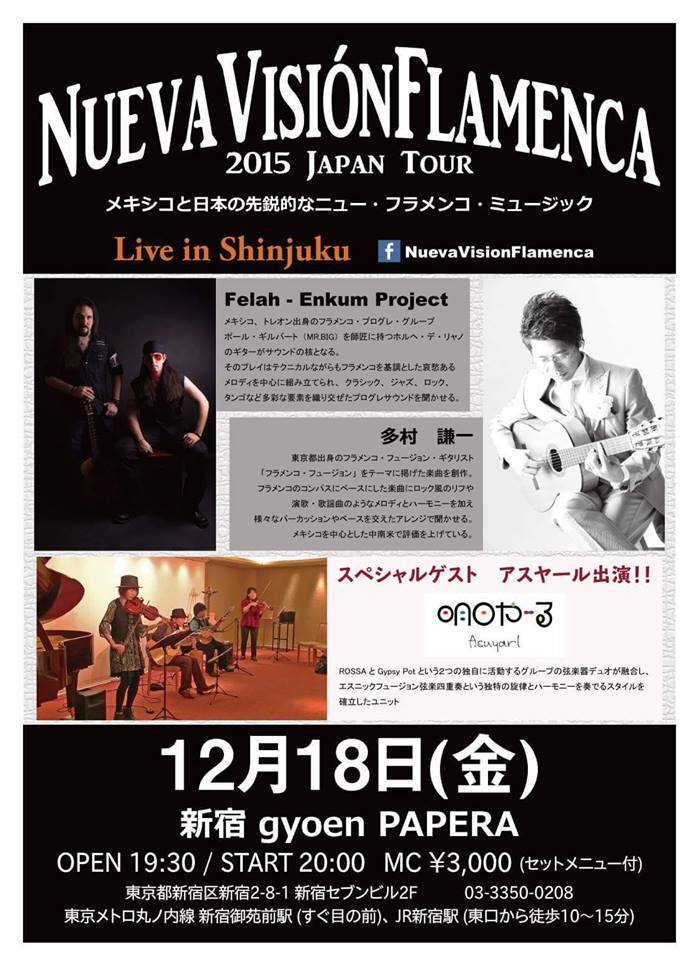 NUEVA VISIÓN FLAMENCA
2015 JAPAN TOUR
メキシコと日本の先鋭的なニュー・フラメンコ・ミュージック
Live in Shinjuku
f NuevaVisionFlamenca
Felah - Enkum Project
メキシコ、トレオン出身のフラメンコ・プログレ・グループ
ポール・ギルバート（MR.BIG）を師匠に持つホルヘ・デ・リャノ
のギターがサウンドの核となる。
そのプレイはテクニカルながらもフラメンコを基調とした哀愁ある
メロディを中心に組み立てられ、クラシック、ジャズ、ロック、
タンゴなど多彩な要素を織り交ぜたプログレサウンドを聞かせる。
多村　謙一
東京都出身のフラメンコ・フュージョン・ギタリスト
「フラメンコ・フュージョン」をテーマに掲げた楽曲を創作。
フラメンコのコンパスにベースにした楽曲にロック風のリフや
演歌・歌謡曲のようなメロディとハーモニーを加え
様々なパーカッションやベースを交えたアレンジで聞かせる。
メキシコを中心とした中南米で評価を上げている。
スペシャルゲスト　アスヤール出演!!
明日やーる
Asuyarl
ROSSA と Gypsy Pot という2つの独自に活動するグループの弦楽器デュオが融合し、
エスニックフュージョン弦楽四重奏という独特の旋律とハーモニーを奏でるスタイルを
確立したユニット
12月18日(金)
新宿 gyoen PAPERA
OPEN 19:30 / START 20:00 MC ¥3,000 (セットメニュー付)
東京都新宿区新宿2-8-1 新宿セブンビル2F 03-3350-0208
東京メトロ丸ノ内線 新宿御苑前駅 (すぐ目の前)、JR新宿駅 (東口から徒歩10～15分)